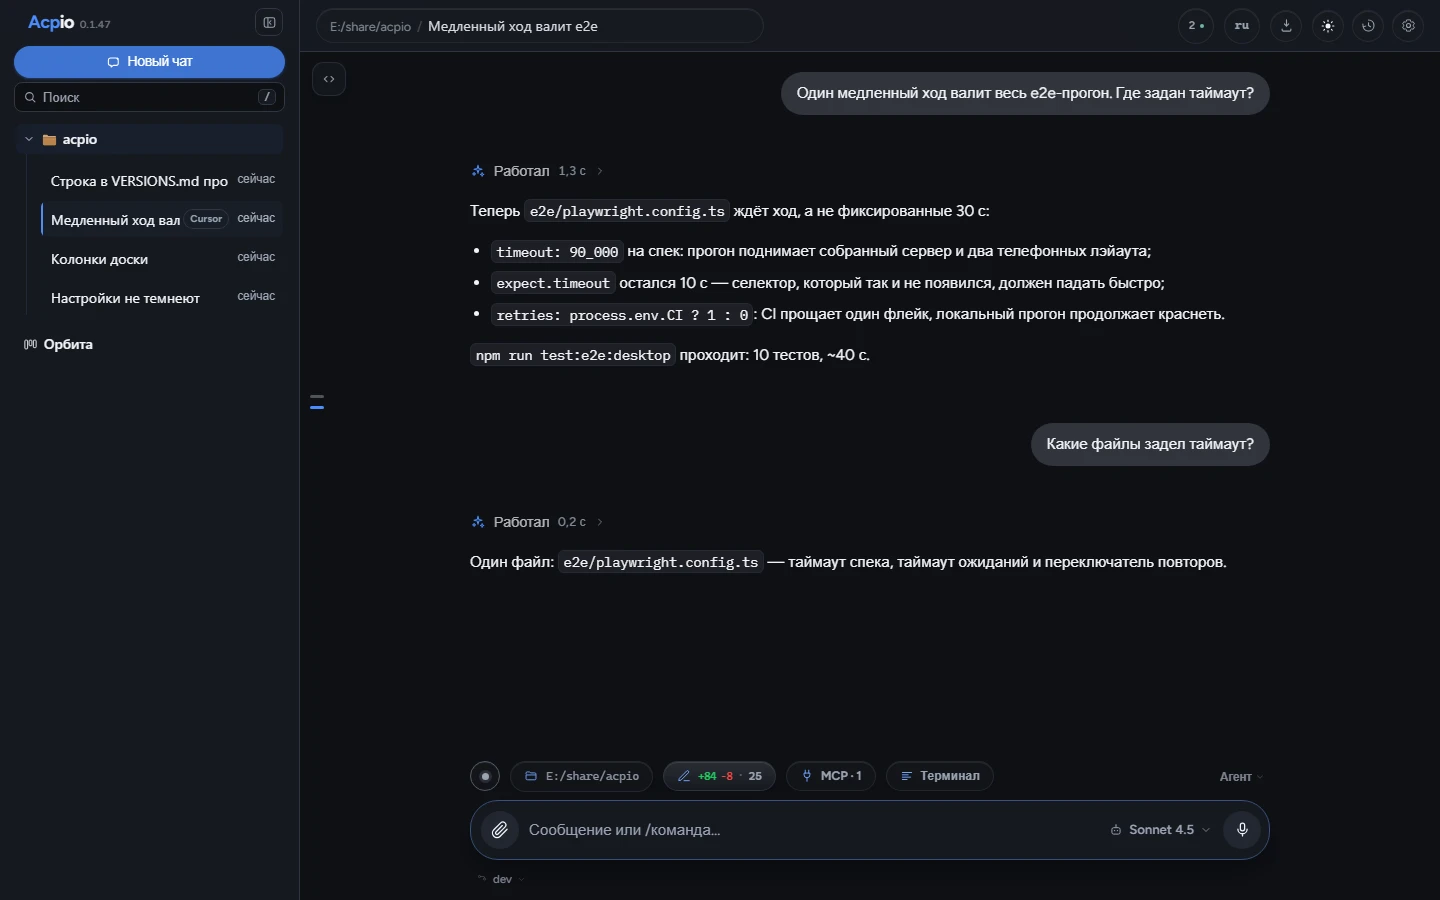 Acpio 0.1.47
Новый чат
Поиск /
acpio
Строка в VERSIONS.md про сейчас
Медленный ход вал Cursor сейчас
Колонки доски сейчас
Настройки не темнеют сейчас
Орбита
E:/share/acpio / Медленный ход валит e2e
2 ru
Один медленный ход валит весь e2e-прогон. Где задан таймаут?
Работал 1,3 с
Теперь e2e/playwright.config.ts ждёт ход, а не фиксированные 30 с:
• timeout: 90_000 на спек: прогон поднимает собранный сервер и два телефонных лэйаута;
• expect.timeout остался 10 с — селектор, который так и не появился, должен падать быстро;
• retries: process.env.CI ? 1 : 0: CI прощает один флейк, локальный прогон продолжает краснеть.
npm run test:e2e:desktop проходит: 10 тестов, ~40 с.
Какие файлы задел таймаут?
Работал 0,2 с
Один файл: e2e/playwright.config.ts — таймаут спека, таймаут ожиданий и переключатель повторов.
E:/share/acpio +84 -8 · 25 MCP · 1 Терминал Агент
Сообщение или /команда... Sonnet 4.5
dev